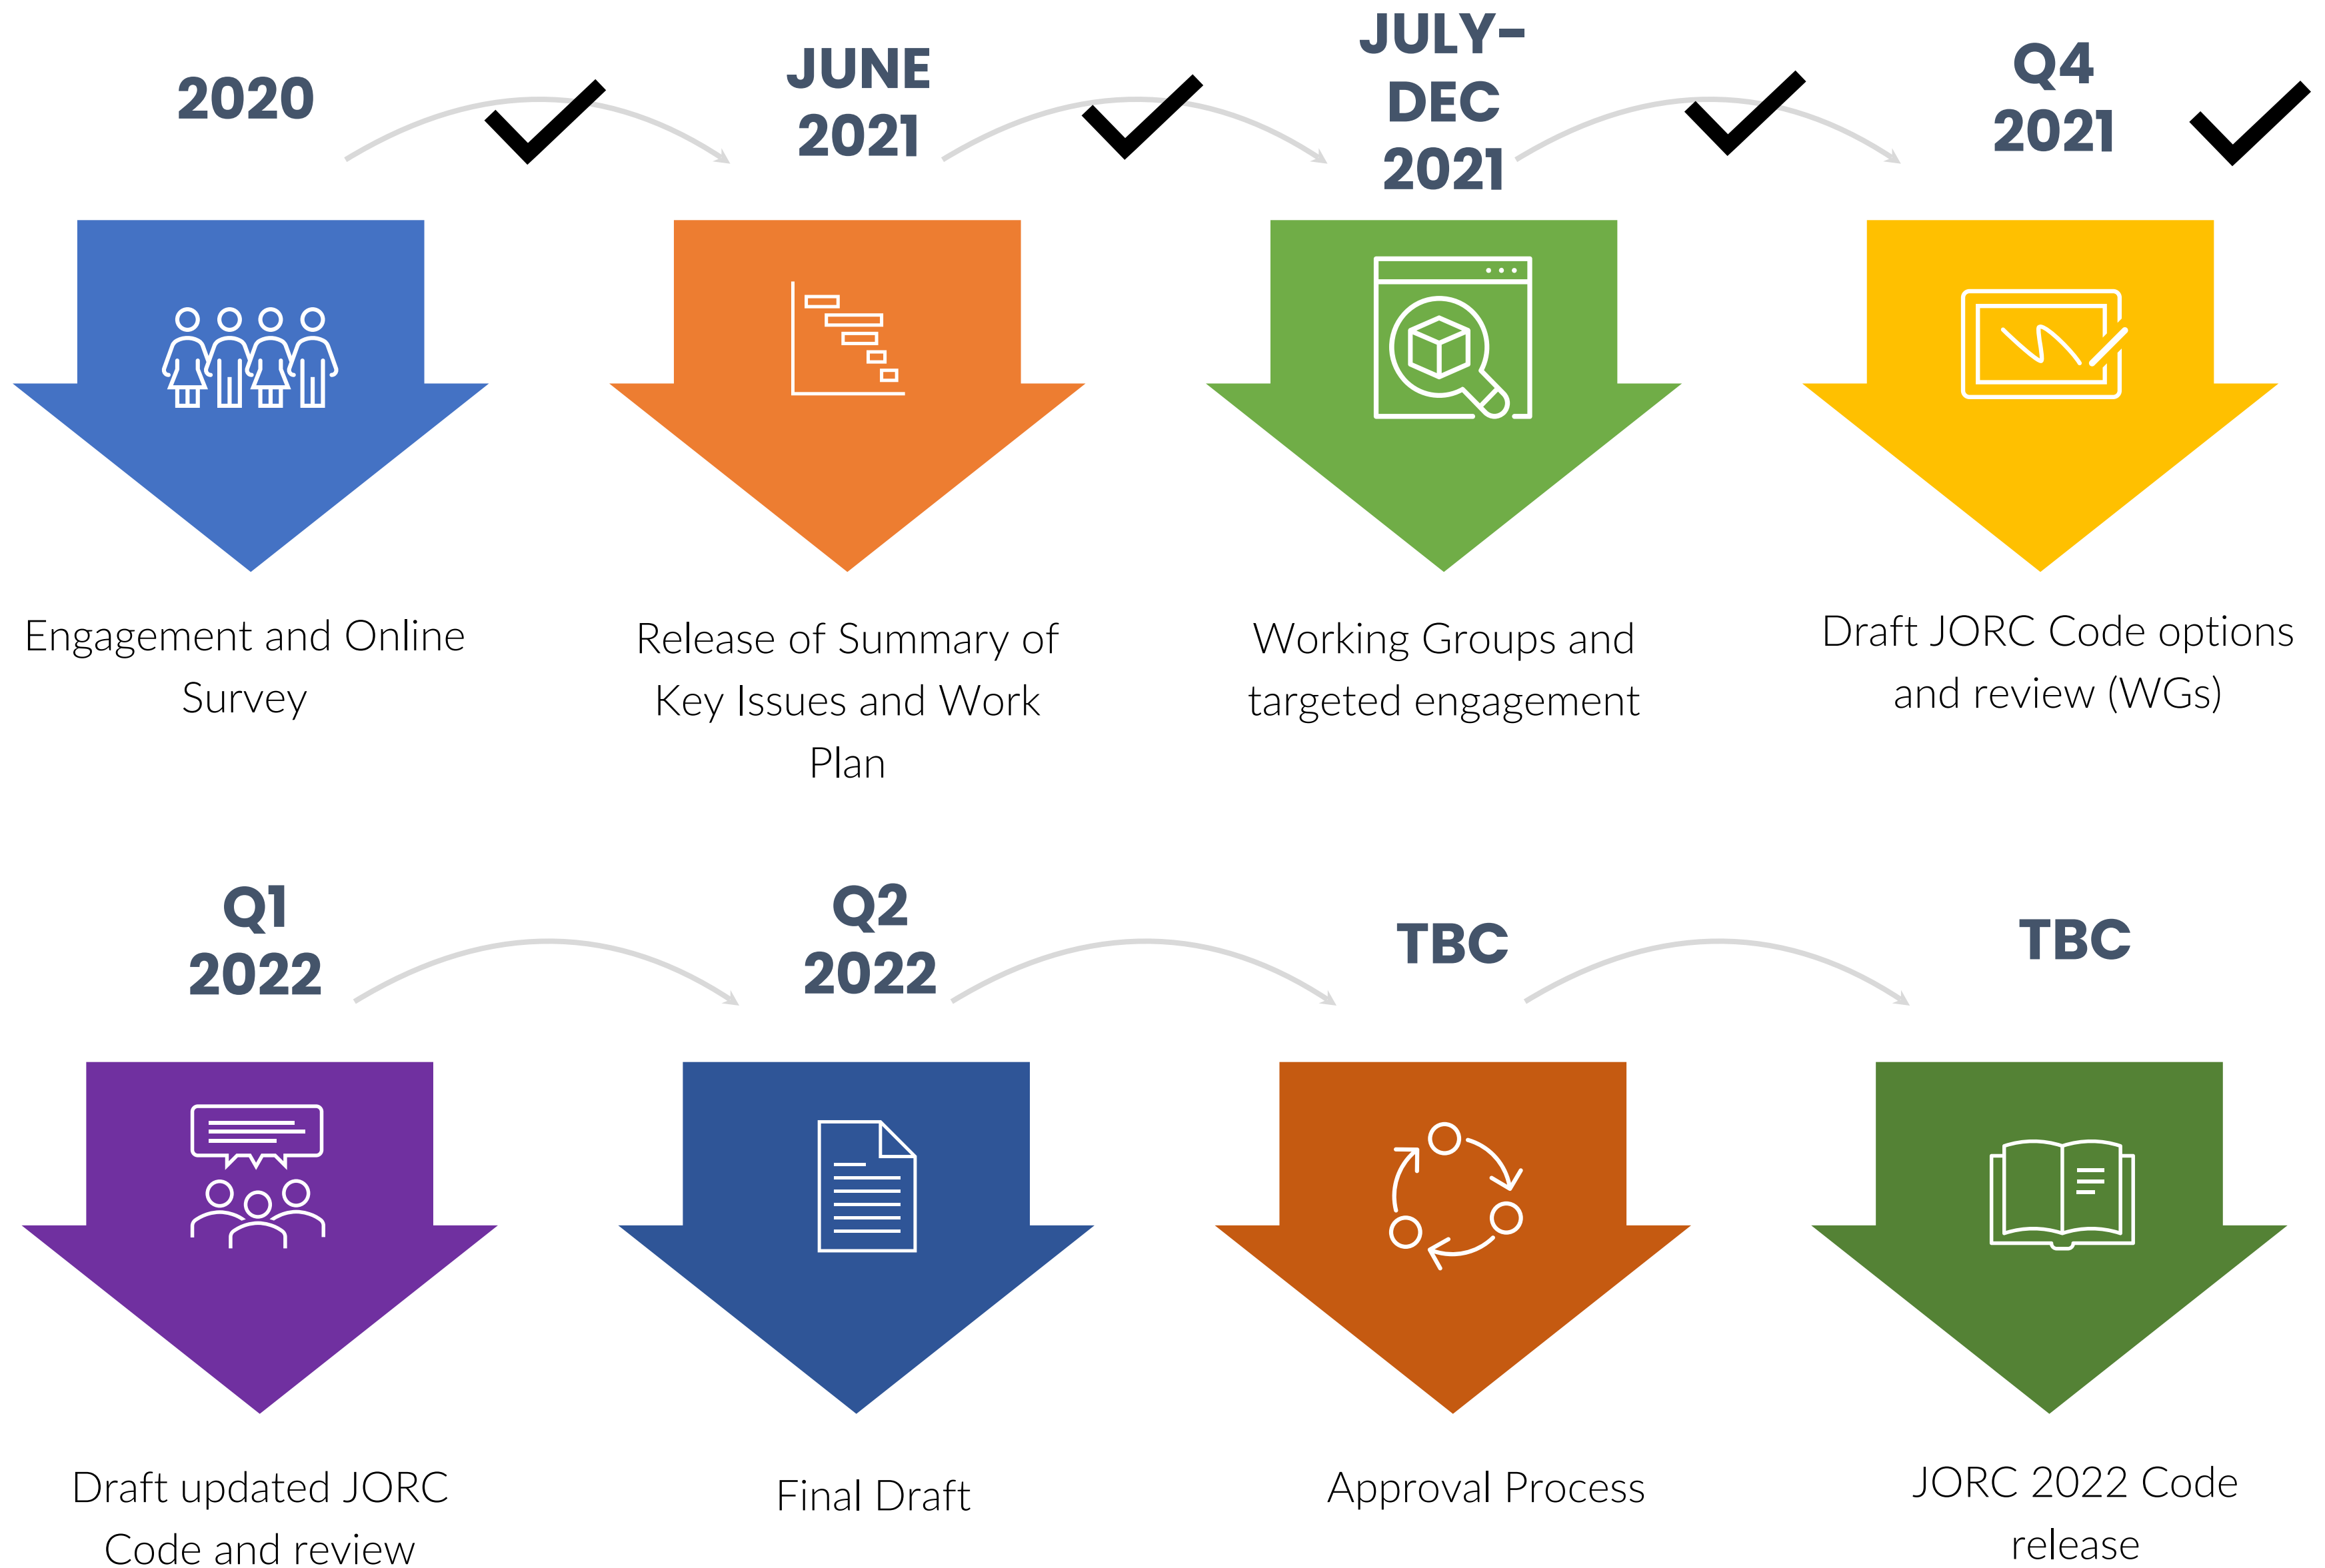 2020
Engagement and Online
Survey
JUNE
2021
Release of Summary of
Key Issues and Work
Plan
JULY-
DEC
2021
Working Groups and
targeted engagement
Q4
2021
Draft JORC Code options
and review (WGs)
Q1
2022
Draft updated JORC
Code and review
Q2
2022
Final Draft
TBC
Approval Process
TBC
JORC 2022 Code
release